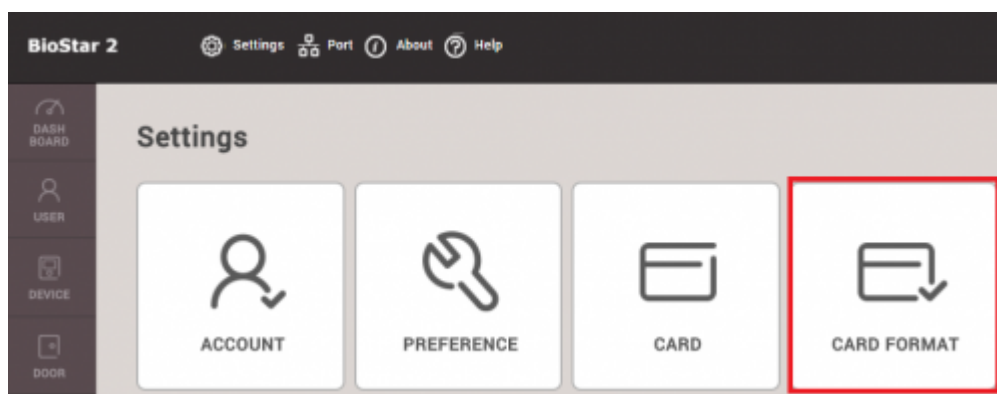 BioStar 2 Settings Port About Help
DASH
BOARD
Settings
USER
DEVICE
DOOR
ACCOUNT PREFERENCE CARD CARD FORMAT